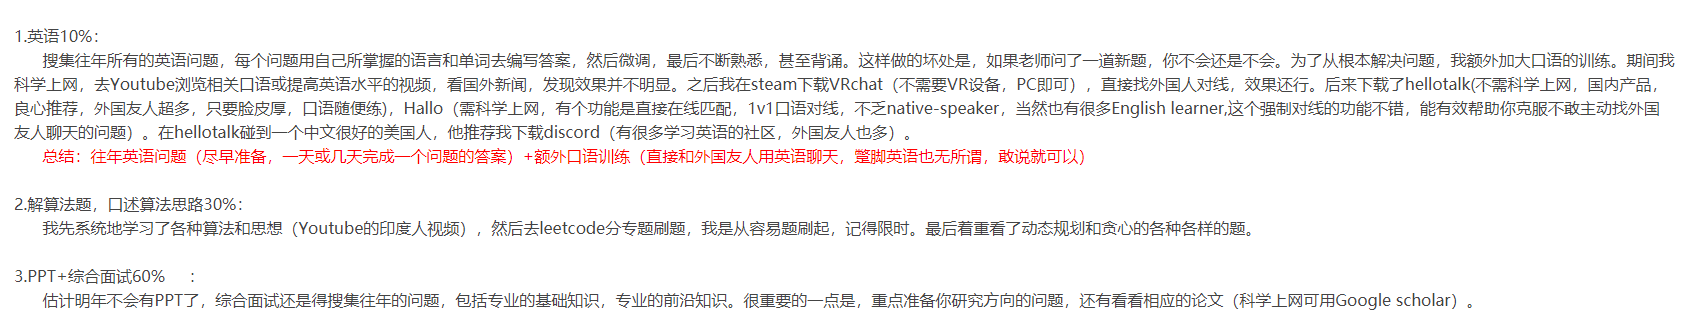 1.英语10%：
搜集往年所有的英语问题，每个问题用自己所掌握的语言和单词去编写答案，然后微调，最后不断熟悉，甚至背诵。这样做的坏处是，如果老师问了一道新题，你不会还是不会。为了从根本解决问题，我额外加大口语的训练。期间我
科学上网，去Youtube浏览相关口语或提高英语水平的视频，看国外新闻，发现效果并不明显。之后我在steam下载VRchat（不需要VR设备，PC即可），直接找外国人对线，效果还行。后来下载了hellotalk(不需科学上网，国内产品，
良心推荐，外国友人超多，只要脸皮厚，口语随便练)，Hallo（需科学上网，有个功能是直接在线匹配，1v1口语对线，不乏native-speaker，当然也有很多English learner,这个强制对线的功能不错，能有效帮助你克服不敢主动找外国
友人聊天的问题）。在hellotalk碰到一个中文很好的美国人，他推荐我下载discord（有很多学习英语的社区，外国友人也多）。
总结：往年英语问题（尽早准备，一天或几天完成一个问题的答案）+额外口语训练（直接和外国友人用英语聊天，蹩脚英语也无所谓，敢说就可以）
2.解算法题，口述算法思路30%：
我先系统地学习了各种算法和思想（Youtube的印度人视频），然后去leetcode分专题刷题，我是从容易题刷起，记得限时。最后着重看了动态规划和贪心的各种各样的题。
3.PPT+综合面试60%　：
估计明年不会有PPT了，综合面试还是得搜集往年的问题，包括专业的基础知识，专业的前沿知识。很重要的一点是，重点准备你研究方向的问题，还有看看相应的论文（科学上网可用Google scholar）。